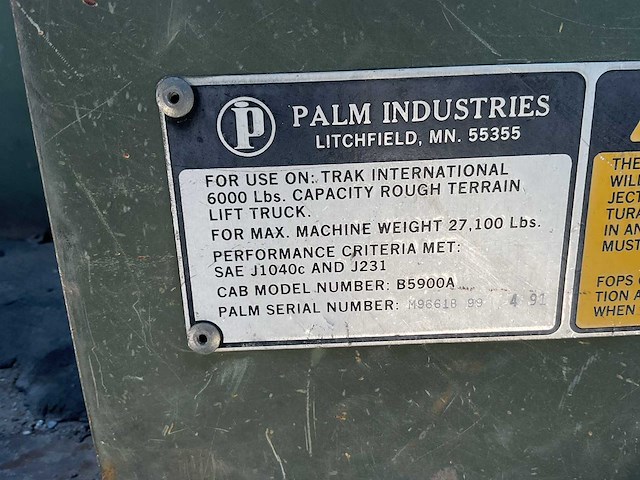 PALM INDUSTRIES
LITCHFIELD, MN. 55355
FOR USE ON: TRAK INTERNATIONAL
6000 Lbs. CAPACITY ROUGH TERRAIN
LIFT TRUCK.
FOR MAX. MACHINE WEIGHT 27,100 Lbs.
PERFORMANCE CRITERIA MET:
SAE J1040c AND J231
CAB MODEL NUMBER: B5900A
PALM SERIAL NUMBER: M96618 99 4 91
THE
WILL
JECT
TURA
IN AN
MUST
FOPS
TION A
WHEN